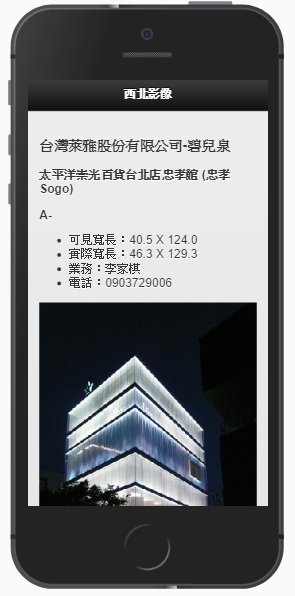 西北影像
台灣萊雅股份有限公司-碧兒泉
太平洋崇光百貨台北店忠孝館 (忠孝
Sogo)
A-
可見寬長：40.5 X 124.0
實際寬長：46.3 X 129.3
業務：李家棋
電話：0903729006